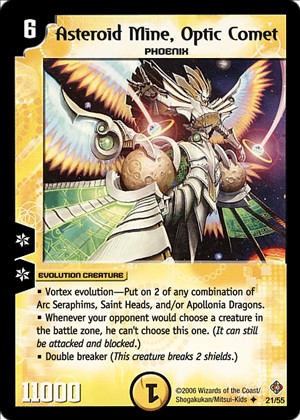 6
Asteroid Mine, Optic Comet
PHOENIX
EVOLUTION CREATURE
▪ Vortex evolution—Put on 2 of any combination of
Arc Seraphims, Saint Heads, and/or Apollonia Dragons.
▪ Whenever your opponent would choose a creature in
the battle zone, he can't choose this one. (It can still
be attacked and blocked.)
▪ Double breaker (This creature breaks 2 shields.)
11000
1
©2006 Wizards of the Coast/
Shogakukan/Mitsui-Kids
21/55